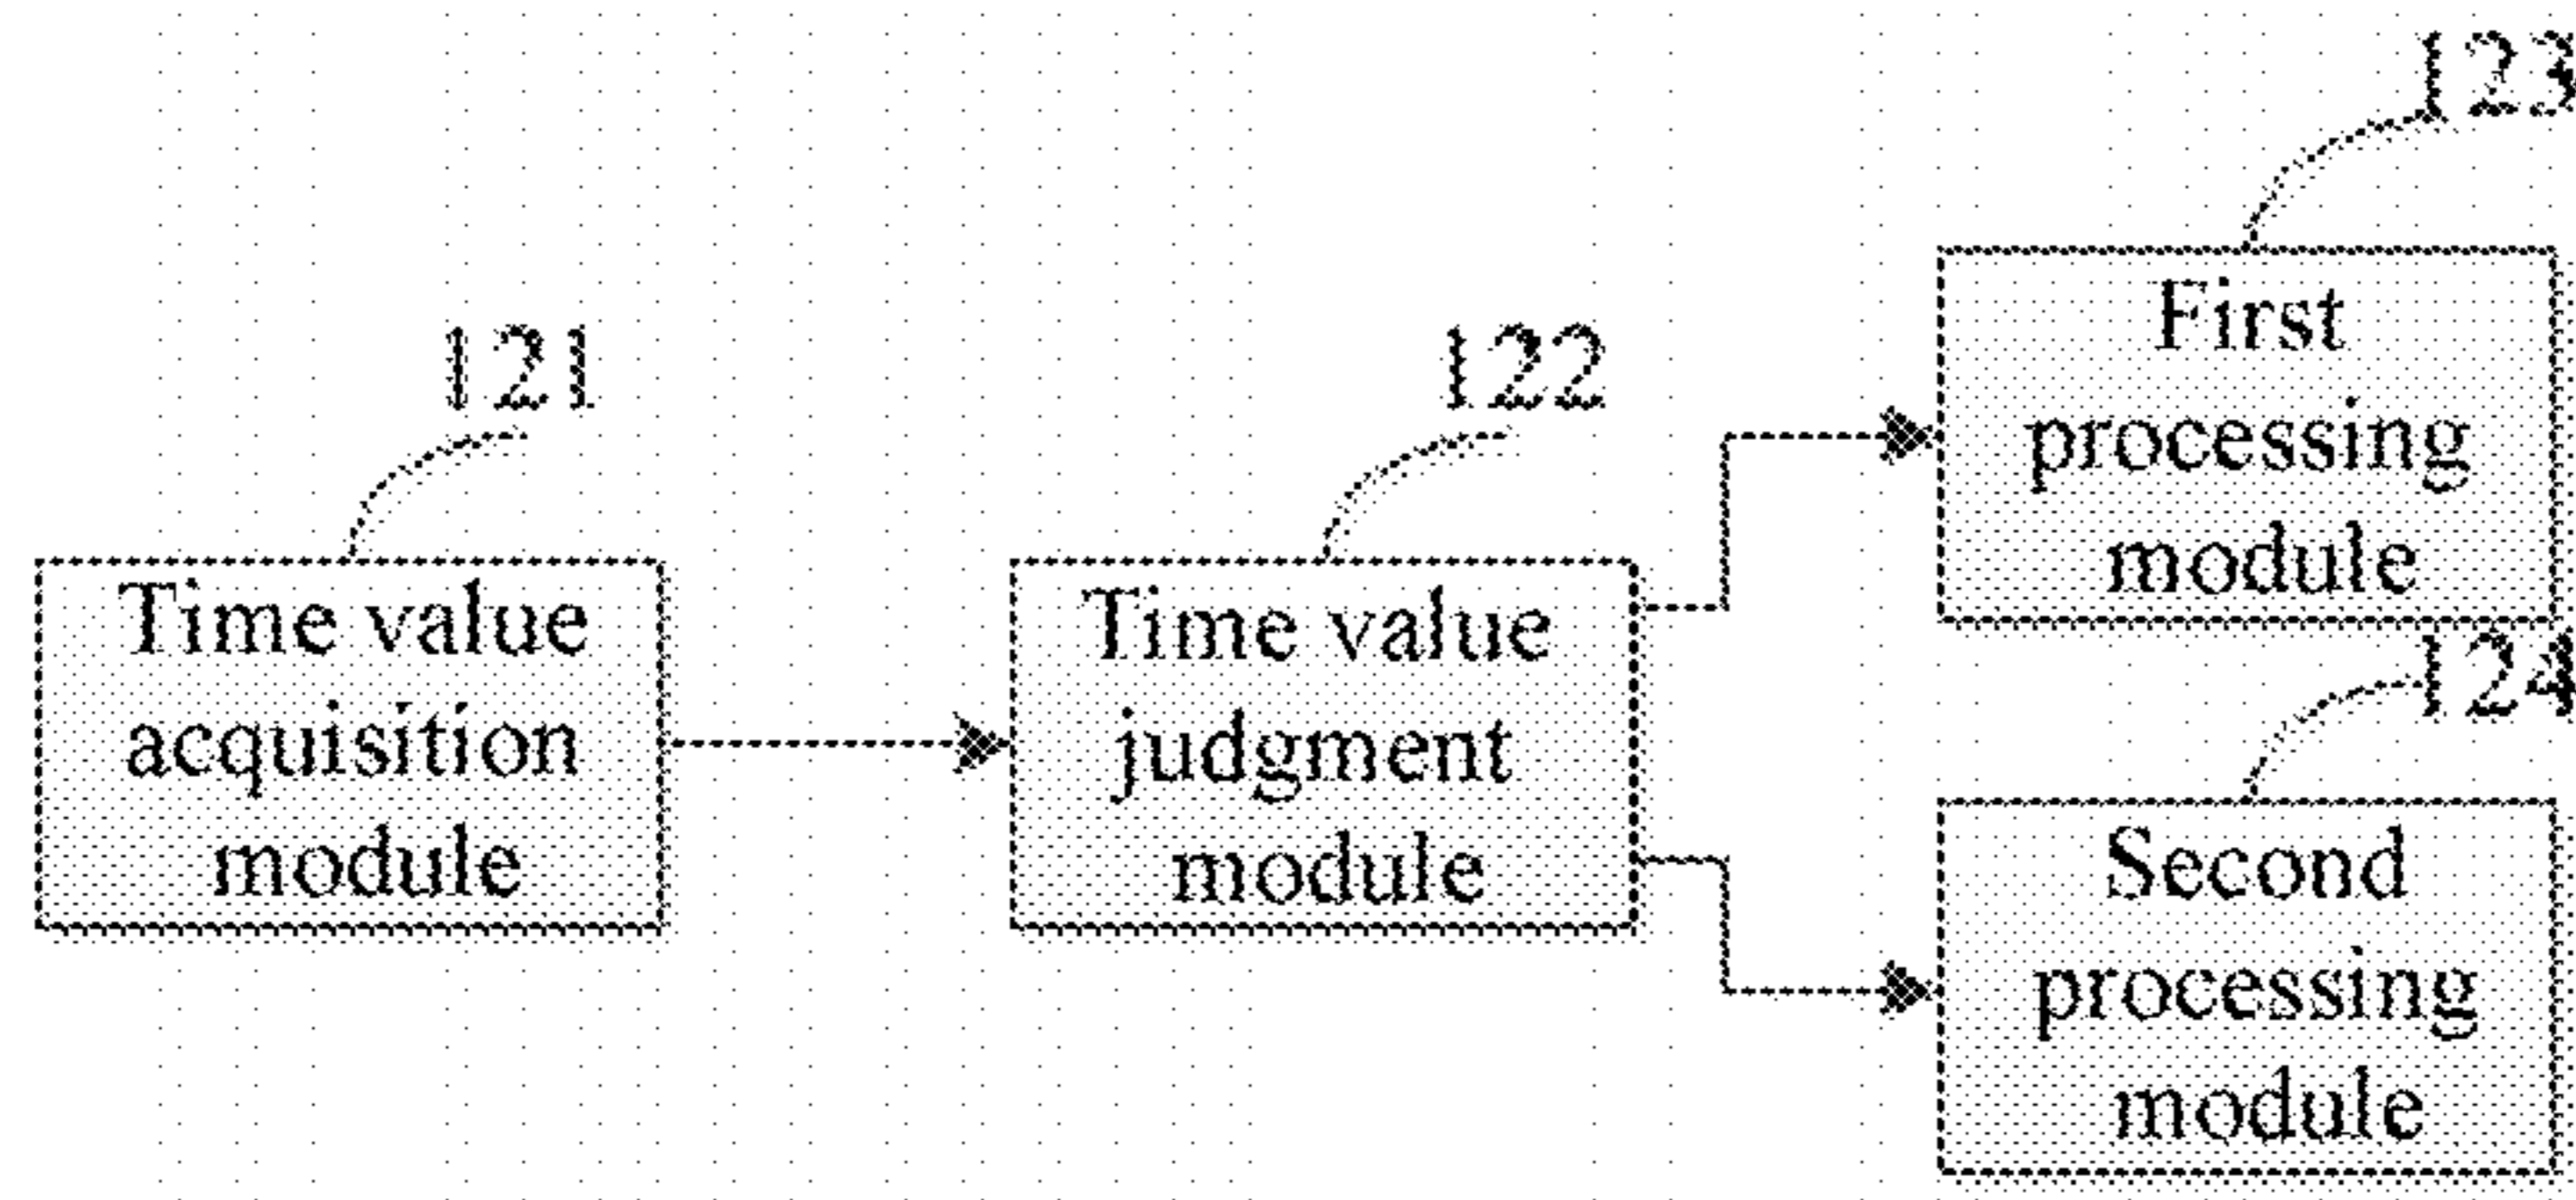 121
Time value
acquisition
module
122
Time value
judgment
module
123
First
processing
module
124
Second
processing
module